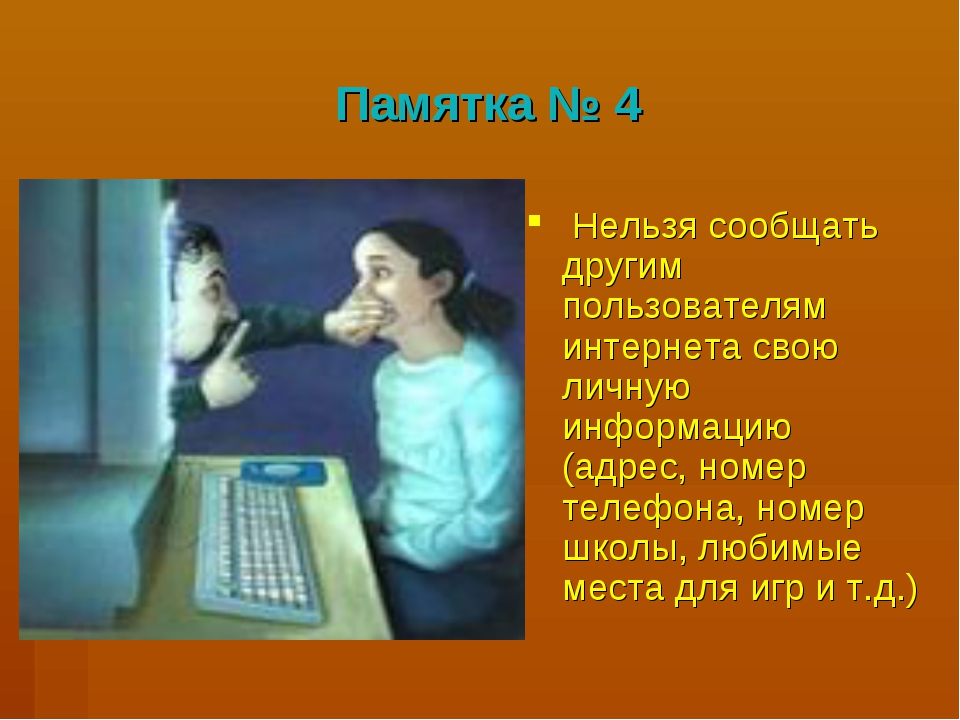 Памятка № 4
Нельзя сообщать
другим
пользователям
интернета свою
личную
информацию
(адрес, номер
телефона, номер
школы, любимые
места для игр и т.д.)